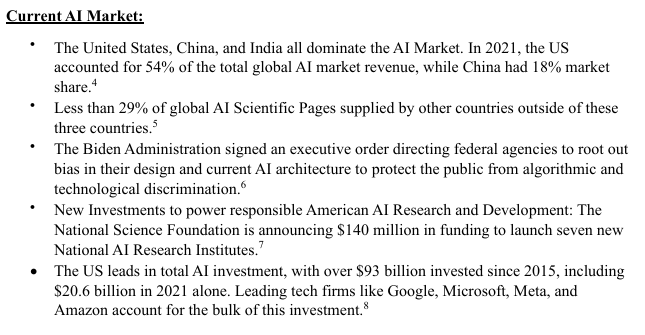 Current AI Market:
• The United States, China, and India all dominate the AI Market. In 2021, the US
accounted for 54% of the total global AI market revenue, while China had 18% market
share.4
• Less than 29% of global AI Scientific Pages supplied by other countries outside of these
three countries.5
• The Biden Administration signed an executive order directing federal agencies to root out
bias in their design and current AI architecture to protect the public from algorithmic and
technological discrimination.6
• New Investments to power responsible American AI Research and Development: The
National Science Foundation is announcing $140 million in funding to launch seven new
National AI Research Institutes.7
• The US leads in total AI investment, with over $93 billion invested since 2015, including
$20.6 billion in 2021 alone. Leading tech firms like Google, Microsoft, Meta, and
Amazon account for the bulk of this investment.8